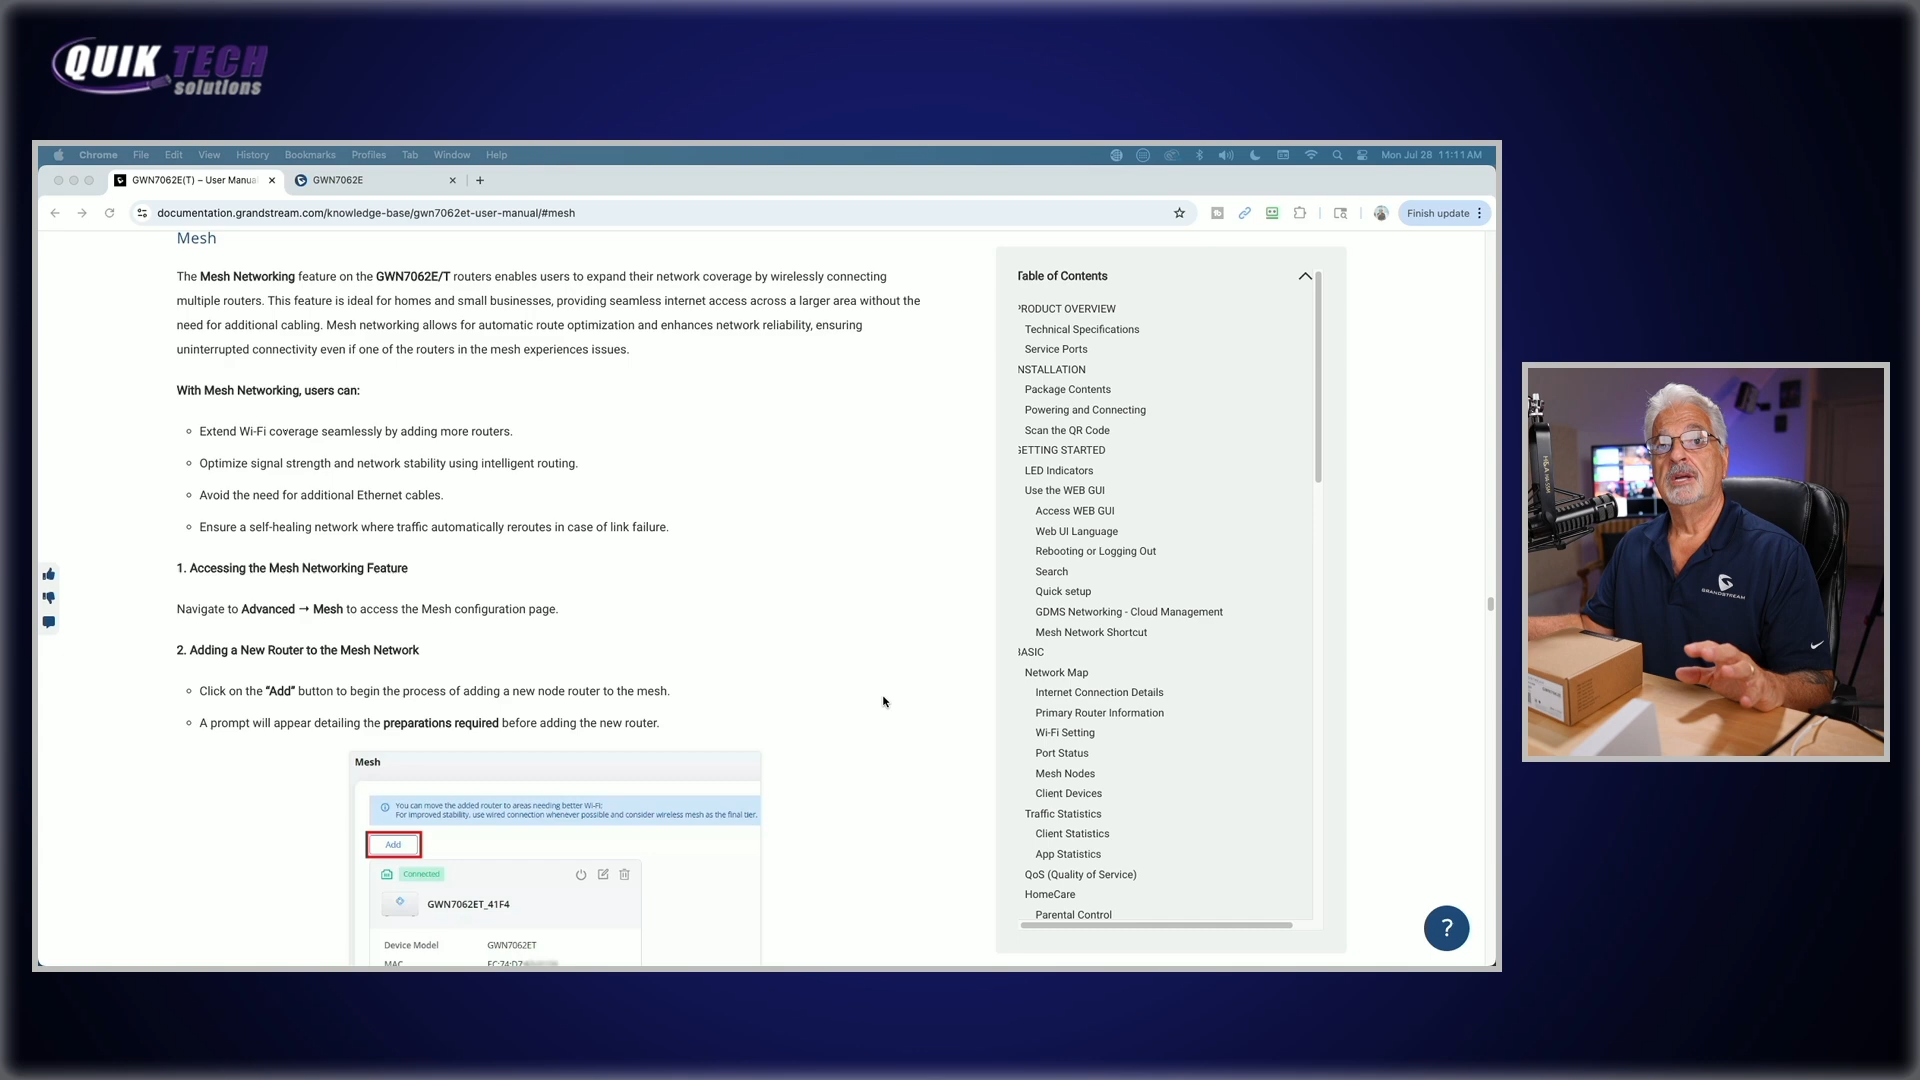 QUIK TECH
solutions
Chrome File Edit View History Bookmarks Profiles Tab Window Help
Mon Jul 28 11:11 AM
GWN7062E(T) – User Manua
GWN7062E
documentation.grandstream.com/knowledge-base/gwn7062et-user-manual/#mesh
Finish update
Mesh
The Mesh Networking feature on the GWN7062E/T routers enables users to expand their network coverage by wirelessly connecting
multiple routers. This feature is ideal for homes and small businesses, providing seamless internet access across a larger area without the
need for additional cabling. Mesh networking allows for automatic route optimization and enhances network reliability, ensuring
uninterrupted connectivity even if one of the routers in the mesh experiences issues.
With Mesh Networking, users can:
Extend Wi-Fi coverage seamlessly by adding more routers.
Optimize signal strength and network stability using intelligent routing.
Avoid the need for additional Ethernet cables.
Ensure a self-healing network where traffic automatically reroutes in case of link failure.
1. Accessing the Mesh Networking Feature
Navigate to Advanced → Mesh to access the Mesh configuration page.
2. Adding a New Router to the Mesh Network
Click on the “Add” button to begin the process of adding a new node router to the mesh.
A prompt will appear detailing the preparations required before adding the new router.
Mesh
You can move the added router to areas needing better Wi-Fi:
For improved stability, use wired connection whenever possible and consider wireless mesh as the final tier.
Add
Connected
GWN7062ET_41F4
Device Model GWN7062ET
MAC EC:74:D7:
Table of Contents
PRODUCT OVERVIEW
Technical Specifications
Service Ports
INSTALLATION
Package Contents
Powering and Connecting
Scan the QR Code
GETTING STARTED
LED Indicators
Use the WEB GUI
Access WEB GUI
Web UI Language
Rebooting or Logging Out
Search
Quick setup
GDMS Networking - Cloud Management
Mesh Network Shortcut
BASIC
Network Map
Internet Connection Details
Primary Router Information
Wi-Fi Setting
Port Status
Mesh Nodes
Client Devices
Traffic Statistics
Client Statistics
App Statistics
QoS (Quality of Service)
HomeCare
Parental Control
?
GRANDSTREAM